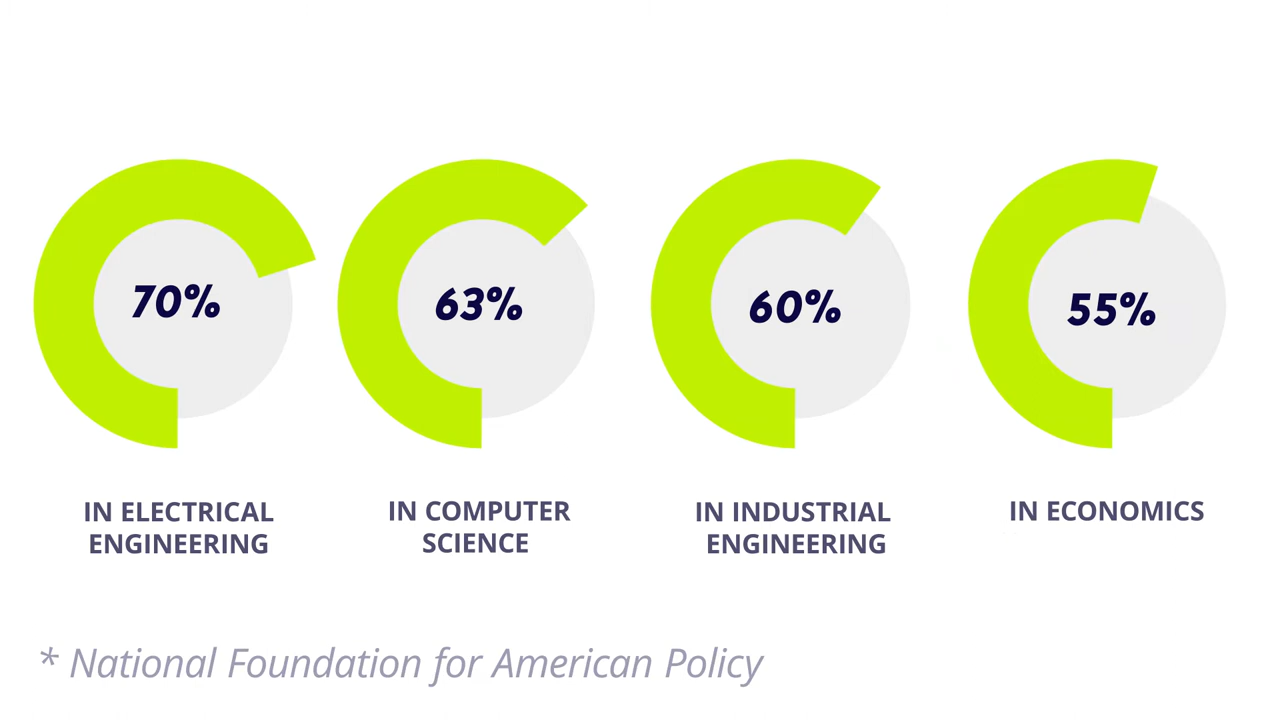 70%
63%
60%
55%
IN ELECTRICAL
ENGINEERING
IN COMPUTER
SCIENCE
IN INDUSTRIAL
ENGINEERING
IN ECONOMICS
* National Foundation for American Policy